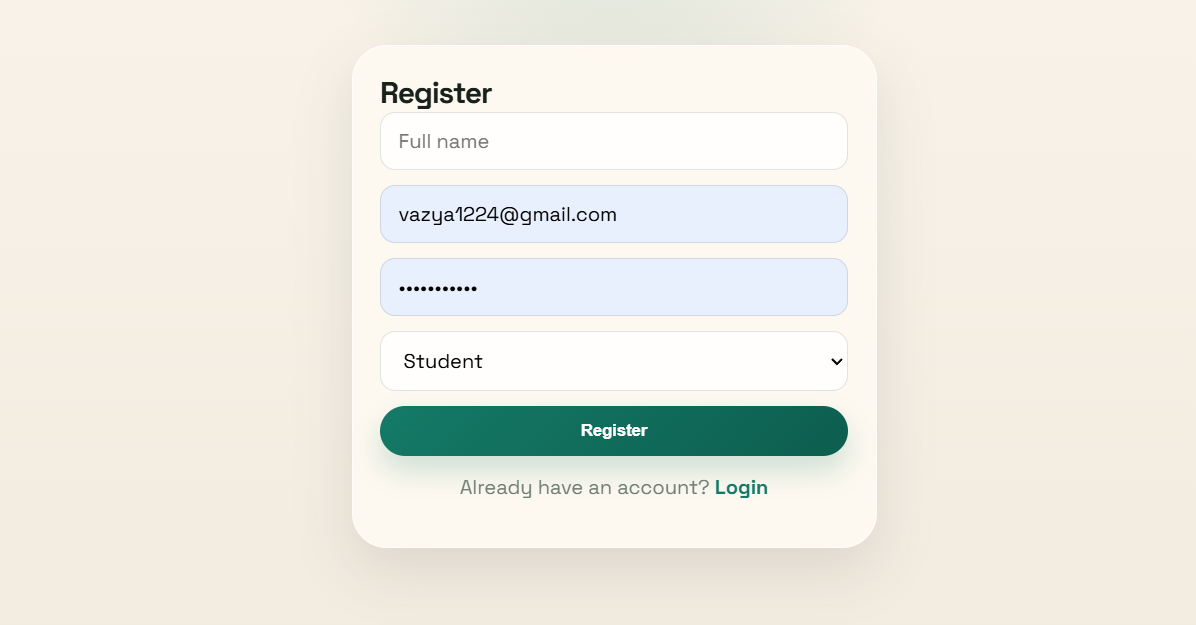 Register
Full name
vazya1224@gmail.com
•••••••••••
Student
Register
Already have an account? Login